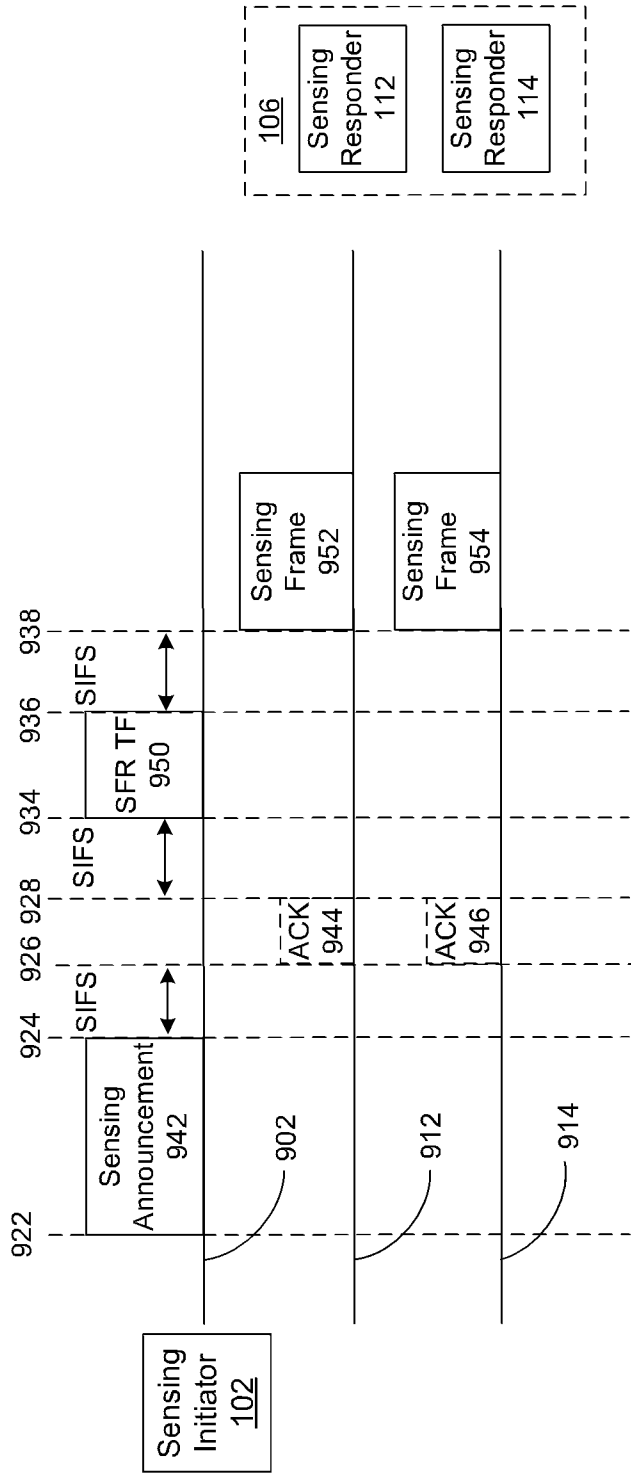 922
924
926
928
934
936
938
Sensing
Initiator
102
Sensing
Announcement
942
SIFS
SIFS
SFR TF
950
SIFS
902
ACK
944
Sensing
Frame
952
912
ACK
946
Sensing
Frame
954
914
106
Sensing
Responder
112
Sensing
Responder
114